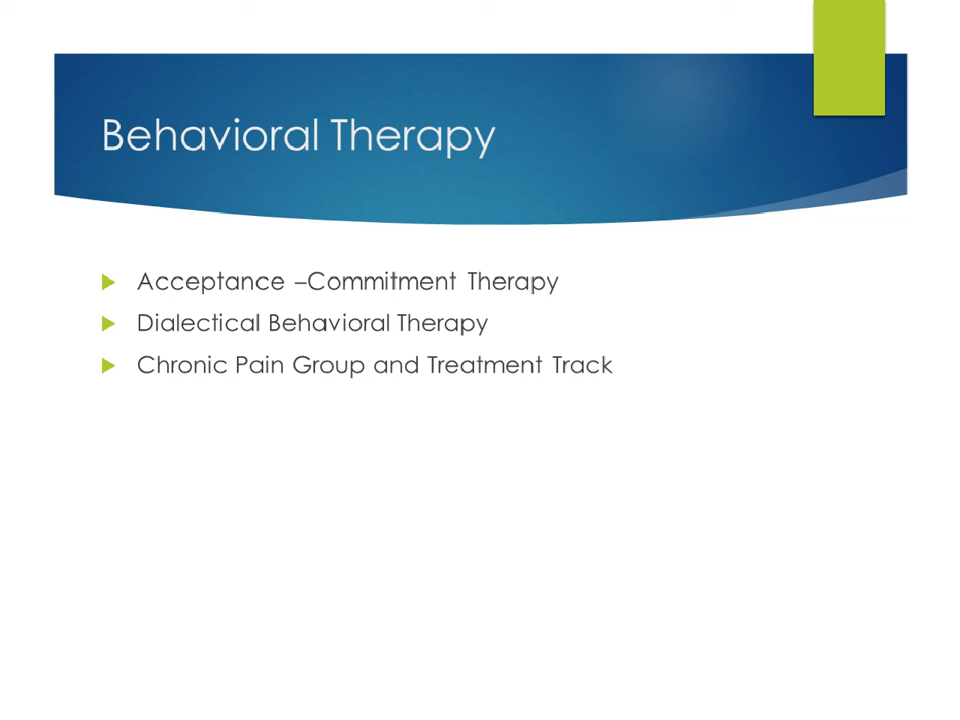 Behavioral Therapy
Acceptance –Commitment Therapy
Dialectical Behavioral Therapy
Chronic Pain Group and Treatment Track